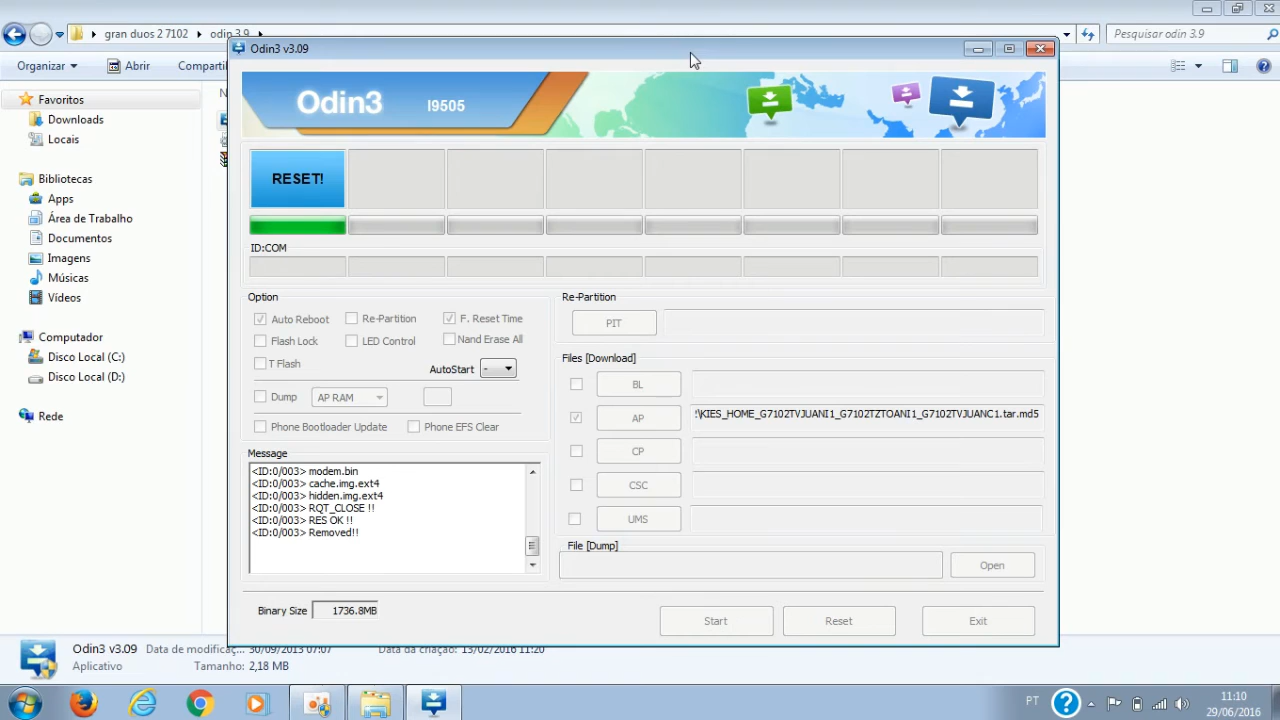 gran duos 2 7102
odin 3.9
Pesquisar odin 3.9
Organizar
Abrir
Compartil
Favoritos
Downloads
Locais
Bibliotecas
Apps
Área de Trabalho
Documentos
Imagens
Músicas
Vídeos
Computador
Disco Local (C:)
Disco Local (D:)
Rede
Odin3 v3.09
Odin3
I9505
RESET!
ID:COM
Option
Auto Reboot
Re-Partition
F. Reset Time
Flash Lock
LED Control
Nand Erase All
T Flash
AutoStart
-
Dump
AP RAM
Phone Bootloader Update
Phone EFS Clear
Message
<ID:0/003> modem.bin
<ID:0/003> cache.img.ext4
<ID:0/003> hidden.img.ext4
<ID:0/003> RQT_CLOSE !!
<ID:0/003> RES OK !!
<ID:0/003> Removed!!
Re-Partition
PIT
Files [Download]
BL
AP
:\KIES_HOME_G7102TVJUANI1_G7102TZTOANI1_G7102TVJUANC1.tar.md5
CP
CSC
UMS
File [Dump]
Open
Binary Size
1736.8MB
Start
Reset
Exit
Odin3 v3.09
Data de modificaç...
30/09/2013 07:07
Data da criação: 13/02/2016 11:20
Aplicativo
Tamanho: 2,18 MB
PT
11:10
29/06/2016